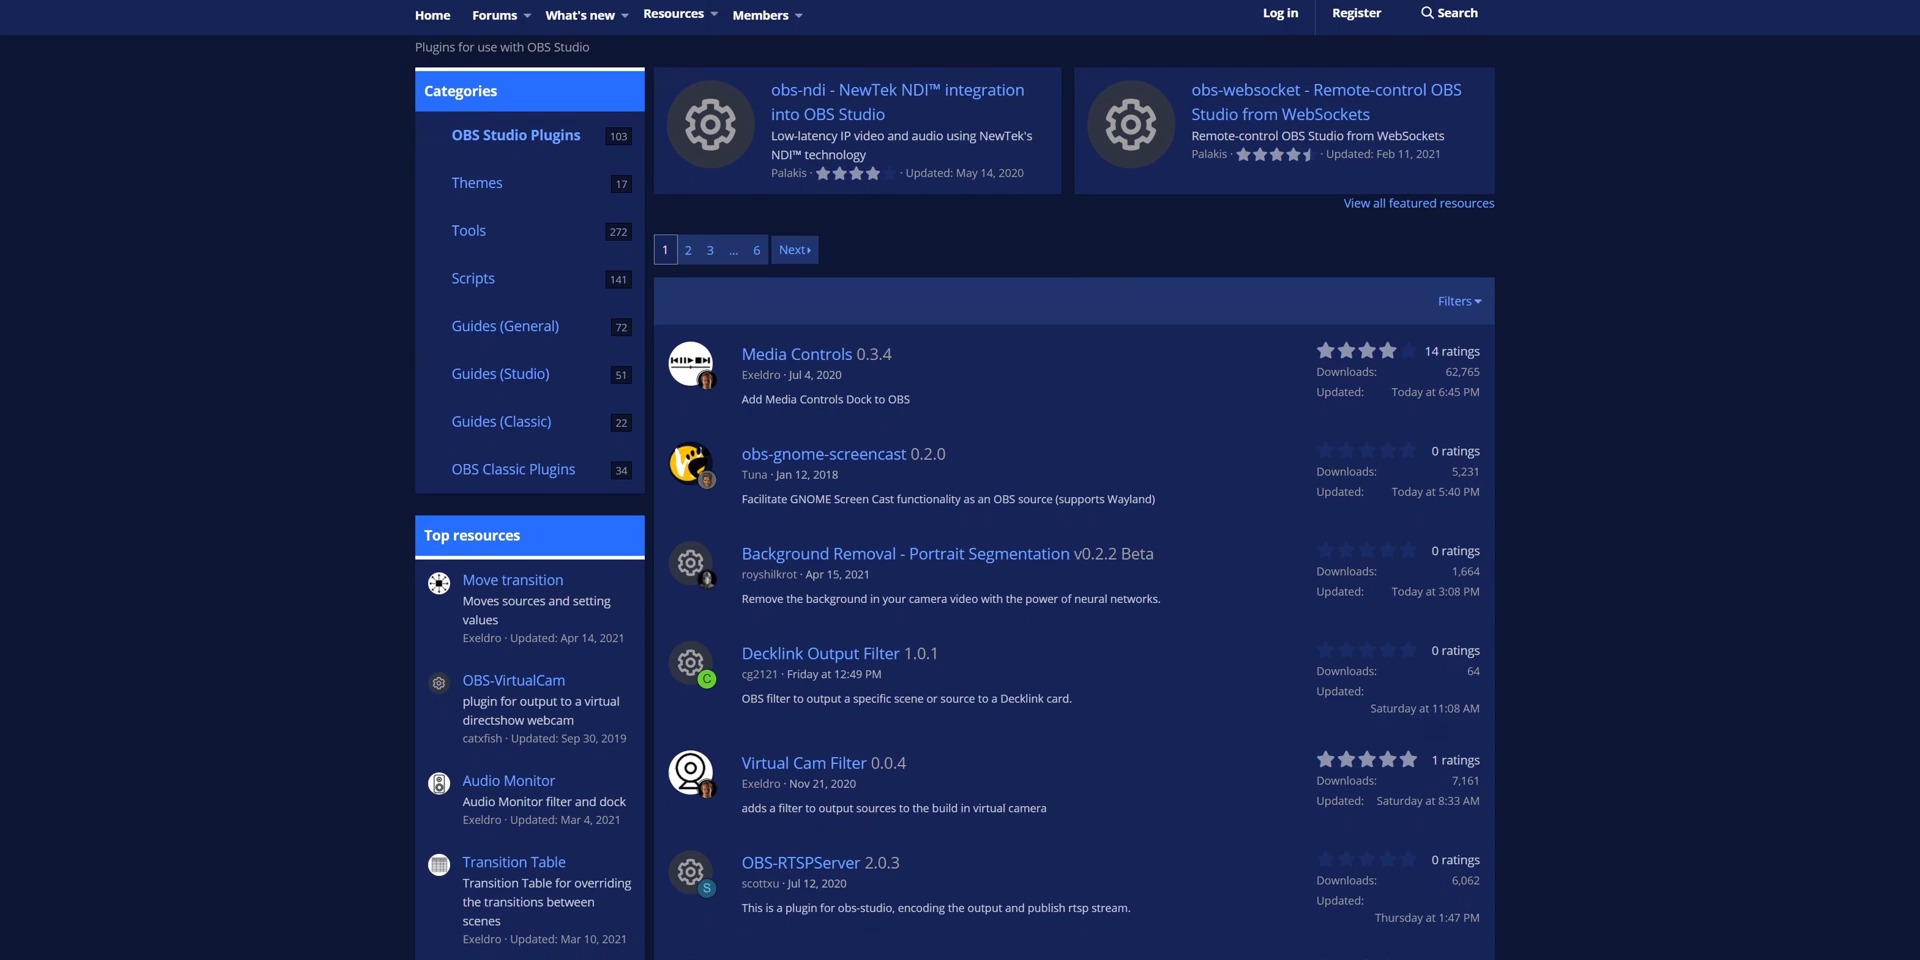 Home
Forums
What's new
Resources
Members
Log in
Register
Search
Plugins for use with OBS Studio
Categories
OBS Studio Plugins 103
Themes 17
Tools 272
Scripts 141
Guides (General) 72
Guides (Studio) 51
Guides (Classic) 22
OBS Classic Plugins 34
Top resources
Move transition
Moves sources and setting
values
Exeldro · Updated: Apr 14, 2021
OBS-VirtualCam
plugin for output to a virtual
directshow webcam
catxfish · Updated: Sep 30, 2019
Audio Monitor
Audio Monitor filter and dock
Exeldro · Updated: Mar 4, 2021
Transition Table
Transition Table for overriding
the transitions between
scenes
Exeldro · Updated: Mar 10, 2021
obs-ndi - NewTek NDI™ integration
into OBS Studio
Low-latency IP video and audio using NewTek's
NDI™ technology
Palakis · Updated: May 14, 2020
obs-websocket - Remote-control OBS
Studio from WebSockets
Remote-control OBS Studio from WebSockets
Palakis · Updated: Feb 11, 2021
View all featured resources
1 2 3 ... 6 Next
Filters
Media Controls 0.3.4
Exeldro · Jul 4, 2020
Add Media Controls Dock to OBS
14 ratings
Downloads: 62,765
Updated: Today at 6:45 PM
obs-gnome-screencast 0.2.0
Tuna · Jan 12, 2018
Facilitate GNOME Screen Cast functionality as an OBS source (supports Wayland)
0 ratings
Downloads: 5,231
Updated: Today at 5:40 PM
Background Removal - Portrait Segmentation v0.2.2 Beta
royshilkrot · Apr 15, 2021
Remove the background in your camera video with the power of neural networks.
0 ratings
Downloads: 1,664
Updated: Today at 3:08 PM
C
Decklink Output Filter 1.0.1
cg2121 · Friday at 12:49 PM
OBS filter to output a specific scene or source to a Decklink card.
0 ratings
Downloads: 64
Updated:
Saturday at 11:08 AM
Virtual Cam Filter 0.0.4
Exeldro · Nov 21, 2020
adds a filter to output sources to the build in virtual camera
1 ratings
Downloads: 7,161
Updated: Saturday at 8:33 AM
S
OBS-RTSPServer 2.0.3
scottxu · Jul 12, 2020
This is a plugin for obs-studio, encoding the output and publish rtsp stream.
0 ratings
Downloads: 6,062
Updated:
Thursday at 1:47 PM